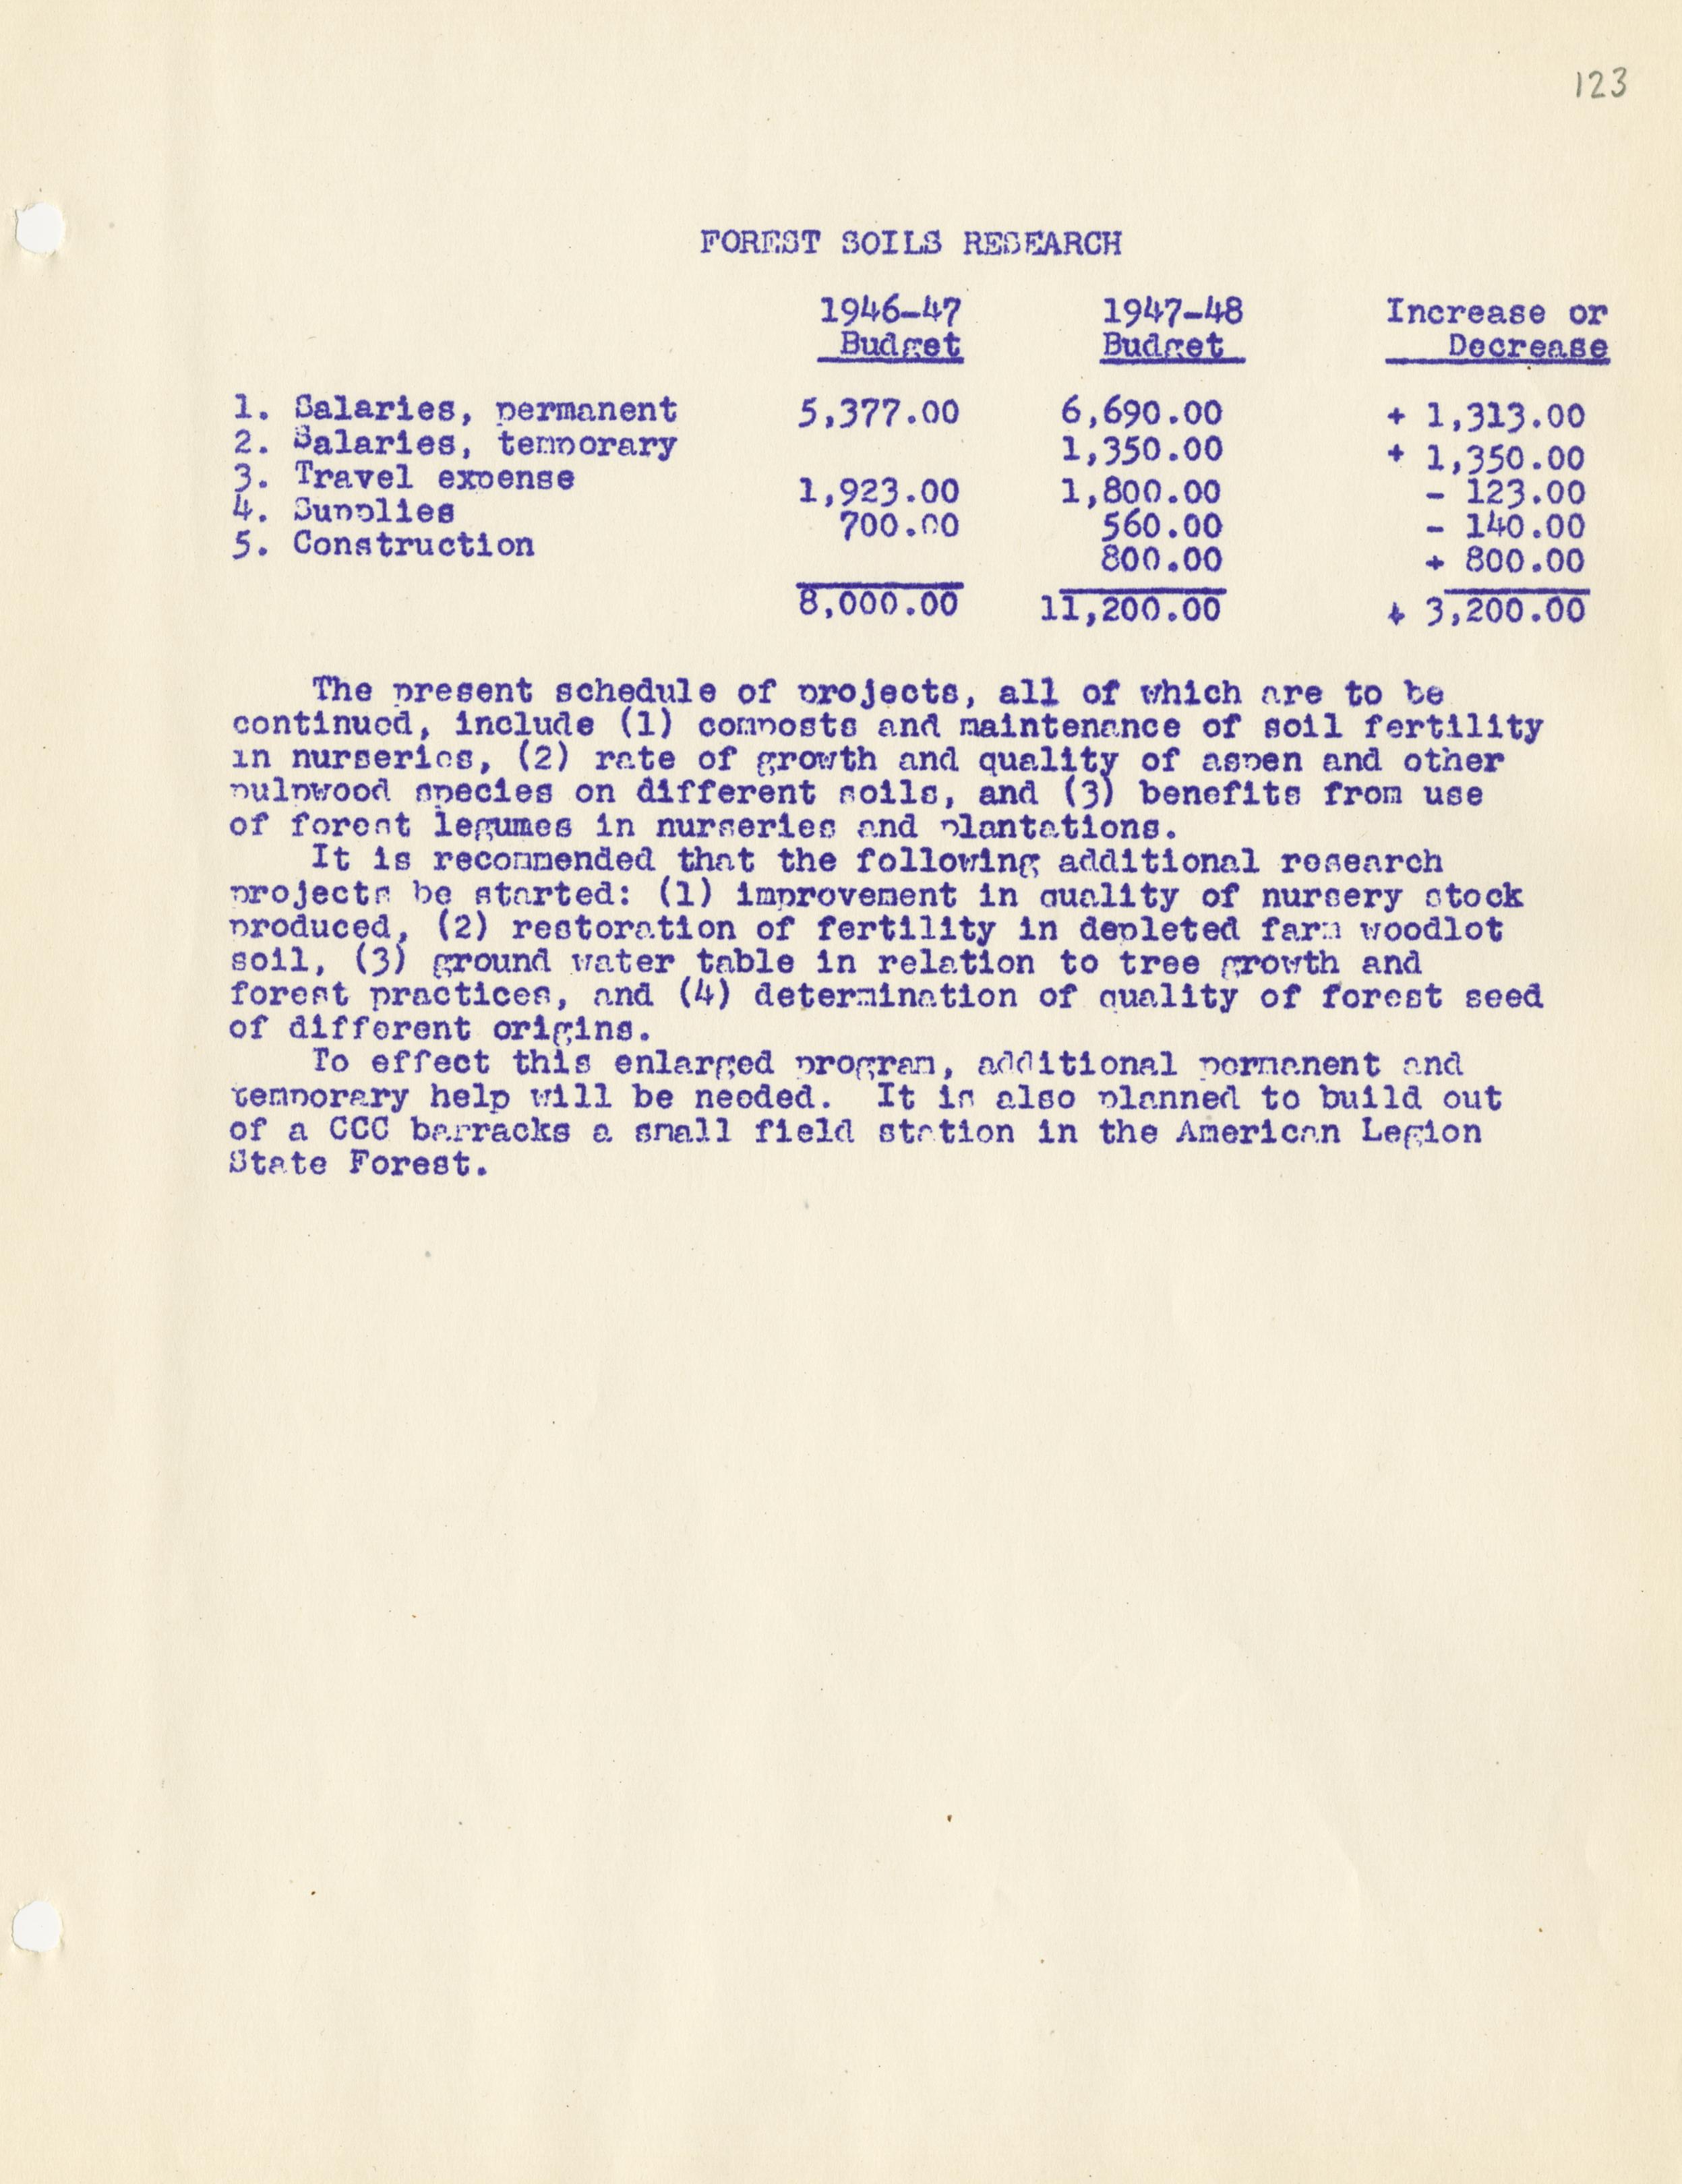 123
FOREST SOILS RESEARCH
1946-47 1947-48 Increase or
Budget Budget Decrease
1. Salaries, permanent 5,377.00 6,690.00 + 1,313.00
2. Salaries, temporary 1,350.00 + 1,350.00
3. Travel expense 1,923.00 1,800.00 - 123.00
4. Supplies 700.00 560.00 - 140.00
5. Construction 800.00 + 800.00
8,000.00 11,200.00 + 3,200.00
The present schedule of projects, all of which are to be
continued, include (1) composts and maintenance of soil fertility
in nurseries, (2) rate of growth and quality of aspen and other
pulpwood species on different soils, and (3) benefits from use
of forest legumes in nurseries and plantations.
It is recommended that the following additional research
projects be started: (1) improvement in quality of nursery stock
produced, (2) restoration of fertility in depleted farm woodlot
soil, (3) ground water table in relation to tree growth and
forest practices, and (4) determination of quality of forest seed
of different origins.
To effect this enlarged program, additional permanent and
temporary help will be needed. It is also planned to build out
of a CCC barracks a small field station in the American Legion
State Forest.